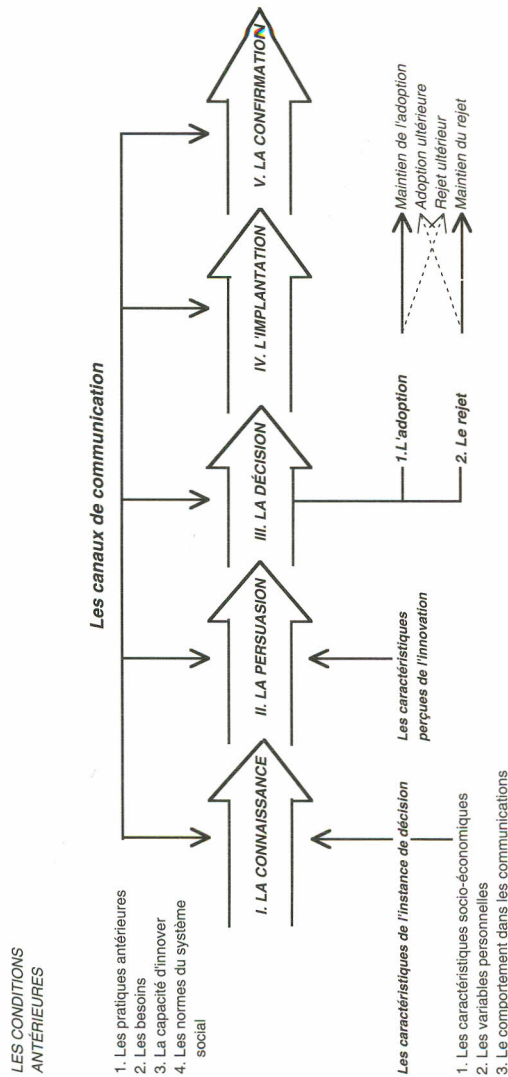 LES CONDITIONS
ANTÉRIEURES
1. Les pratiques antérieures
2. Les besoins
3. La capacité d'innover
4. Les normes du système
social
Les canaux de communication
I. LA CONNAISSANCE
II. LA PERSUASION
III. LA DÉCISION
IV. L'IMPLANTATION
V. LA CONFIRMATION
Les caractéristiques de l'instance de décision
1. Les caractéristiques socio-économiques
2. Les variables personnelles
3. Le comportement dans les communications
Les caractéristiques
perçues de l'innovation
1.L'adoption
2. Le rejet
Maintien de l'adoption
Adoption ultérieure
Rejet ultérieur
Maintien du rejet